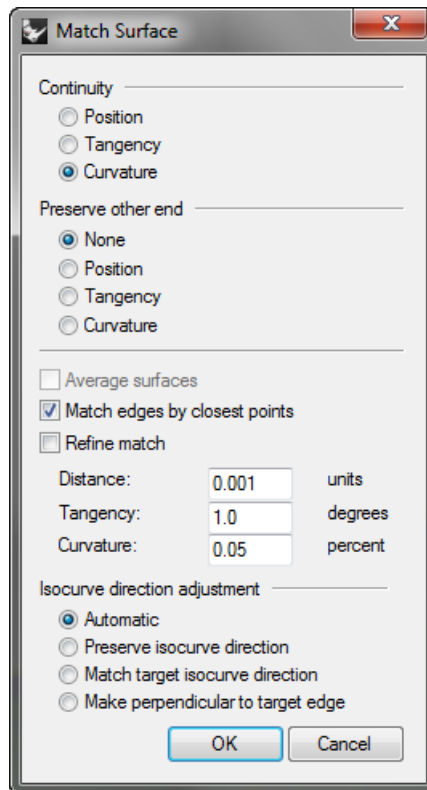 Match Surface
Continuity
Position
Tangency
Curvature
Preserve other end
None
Position
Tangency
Curvature
Average surfaces
Match edges by closest points
Refine match
Distance: 0.001 units
Tangency: 1.0 degrees
Curvature: 0.05 percent
Isocurve direction adjustment
Automatic
Preserve isocurve direction
Match target isocurve direction
Make perpendicular to target edge
OK Cancel